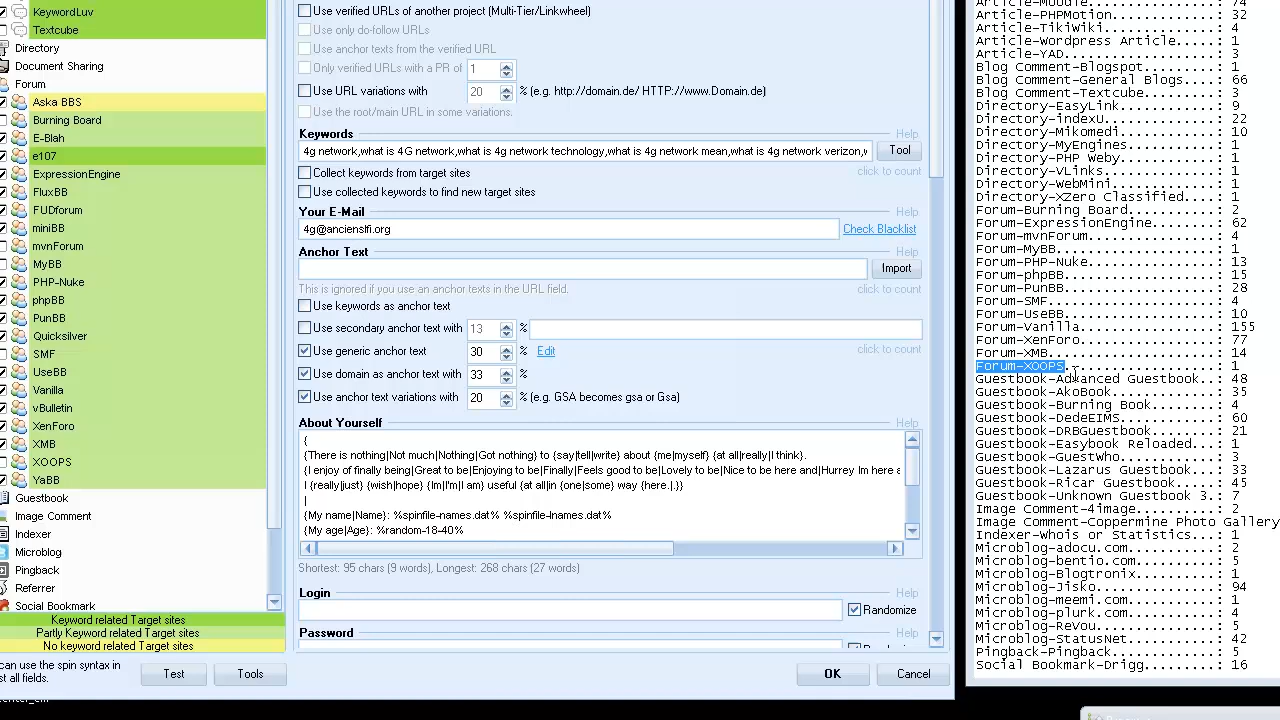 KeywordLuv
Textcube
Directory
Document Sharing
Forum
Aska BBS
Burning Board
E-Blah
e107
ExpressionEngine
FluxBB
FUDforum
miniBB
mvnForum
MyBB
PHP-Nuke
phpBB
PunBB
Quicksilver
SMF
UseBB
Vanilla
vBulletin
XenForo
XMB
XOOPS
YaBB
Guestbook
Image Comment
Indexer
Microblog
Pingback
Referrer
Social Bookmark
Keyword related Target sites
Partly Keyword related Target sites
No keyword related Target sites
can use the spin syntax in
st all fields.
Test
Tools
Use verified URLs of another project (Multi-Tier/Linkwheel)
Use only do-follow URLs
Use anchor texts from the verified URL
Only verified URLs with a PR of 1
Use URL variations with 20 % (e.g. http://domain.de/ HTTP://www.Domain.de)
Use the root/main URL in some variations.
Keywords Help
4g network,what is 4G network,what is 4g network technology,what is 4g network mean,what is 4g network verizon,v Tool
Collect keywords from target sites click to count
Use collected keywords to find new target sites
Your E-Mail Help
4g@anciensffi.org Check Blacklist
Anchor Text Help
Import
This is ignored if you use an anchor texts in the URL field. click to count
Use keywords as anchor text
Use secondary anchor text with 13 %
Use generic anchor text 30 % Edit click to count
Use domain as anchor text 33 %
Use anchor text variations with 20 % (e.g. GSA becomes gsa or Gsa)
About Yourself Help
{
{There is nothing|Not much|Nothing|Got nothing} to {say|tell|write} about {me|myself} {at all|really|I think}.
{I enjoy of finally being|Great to be|Enjoying to be|Finally|Feels good to be|Lovely to be|Nice to be here and|Hurrey Im here a
| {really|just} {wish|hope} {Im|I'm|I am} useful {at all|in {one|some} way {here.|.}}
|
{My name|Name}: %spinfile-names.dat% %spinfile-lnames.dat%
{My age|Age}: %random-18-40%
Shortest: 95 chars (9 words), Longest: 268 chars (27 words)
Login Help
Randomize
Password Help
OK
Cancel
Article-Moodle..................: 74
Article-PHPMotion...............: 32
Article-TikiWiki................: 4
Article-Wordpress Article.......: 1
Article-YAD.....................: 3
Blog Comment-Blogspot...........: 1
Blog Comment-General Blogs......: 66
Blog Comment-Textcube...........: 3
Directory-EasyLink..............: 9
Directory-indexU................: 22
Directory-Mikomedi..............: 10
Directory-MyEngines.............: 1
Directory-PHP Weby..............: 1
Directory-VLinks................: 1
Directory-WebMini...............: 1
Directory-XZero Classified......: 1
Forum-Burning Board.............: 2
Forum-ExpressionEngine..........: 62
Forum-mvnForum..................: 4
Forum-MyBB......................: 1
Forum-PHP-Nuke..................: 13
Forum-phpBB.....................: 15
Forum-PunBB.....................: 28
Forum-SMF.......................: 4
Forum-UseBB.....................: 10
Forum-Vanilla...................: 155
Forum-XenForo...................: 77
Forum-XMB.......................: 14
Forum-XOOPS.....................: 1
Guestbook-Advanced Guestbook....: 48
Guestbook-AkoBook...............: 35
Guestbook-Burning Book..........: 4
Guestbook-DedeEIMS..............: 60
Guestbook-DRBGuestbook..........: 21
Guestbook-Easybook Reloaded.....: 1
Guestbook-GuestWho..............: 3
Guestbook-Lazarus Guestbook.....: 33
Guestbook-Ricar Guestbook.......: 45
Guestbook-Unknown Guestbook 3...: 7
Image Comment-4image............: 2
Image Comment-Coppermine Photo Gallery
Indexer-Whois or Statistics.....: 1
Microblog-adocu.com.............: 2
Microblog-bentio.com............: 5
Microblog-Blogtronix............: 1
Microblog-Jisko.................: 94
Microblog-meemi.com.............: 1
Microblog-plurk.com.............: 4
Microblog-ReVou.................: 5
Microblog-StatusNet.............: 42
Pingback-Pingback...............: 5
Social Bookmark-Drigg...........: 16